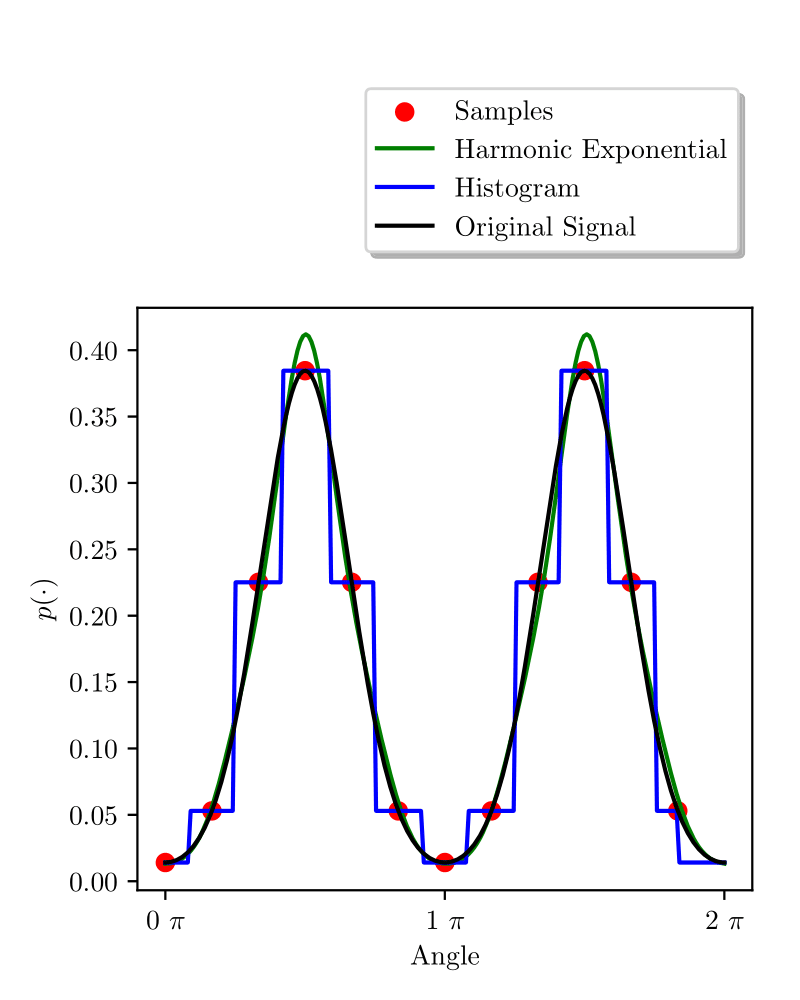 Samples
Harmonic Exponential
Histogram
Original Signal
0.40
0.35
0.30
0.25
0.20
0.15
0.10
0.05
0.00
p(·)
0 π 1 π 2 π
Angle